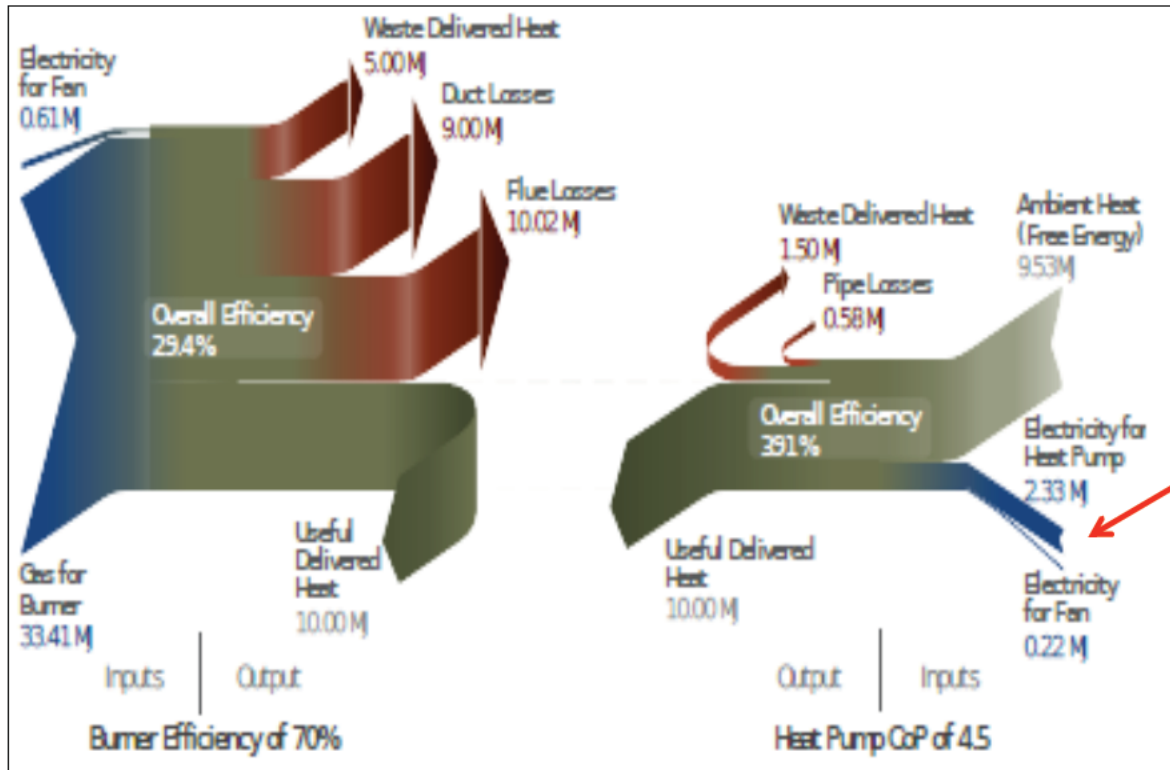 Waste Delivered Heat
5.00 MJ
Electricity
for Fan
0.61 MJ
Duct Losses
9.00 MJ
Flue Losses
10.02 MJ
Overall Efficiency
29.4%
Useful
Delivered
Heat
10.00 MJ
Gas for
Burner
33.41 MJ
Inputs
Output
Burner Efficiency of 70%
Waste Delivered Heat
1.50 MJ
Pipe Losses
0.58 MJ
Ambient Heat
(Free Energy)
9.53MJ
Overall Efficiency
391%
Electricity for
Heat Pump
2.33 MJ
Useful Delivered
Heat
10.00 MJ
Electricity
for Fan
0.22 MJ
Output
Inputs
Heat Pump CoP of 4.5